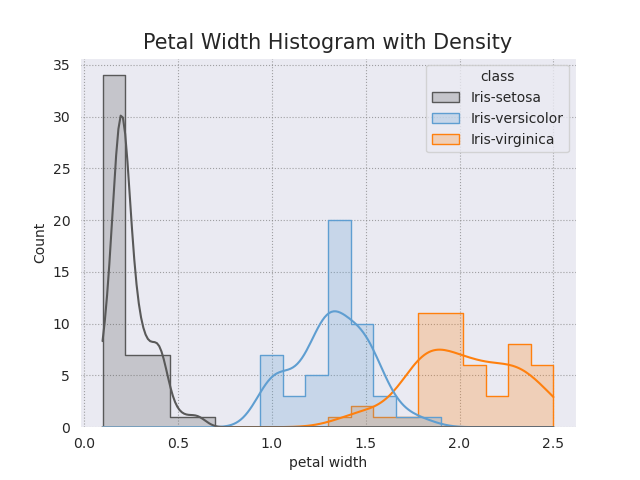 Petal Width Histogram with Density
35
30
25
20
15
10
5
0
Count
class
Iris-setosa
Iris-versicolor
Iris-virginica
0.0 0.5 1.0 1.5 2.0 2.5
petal width